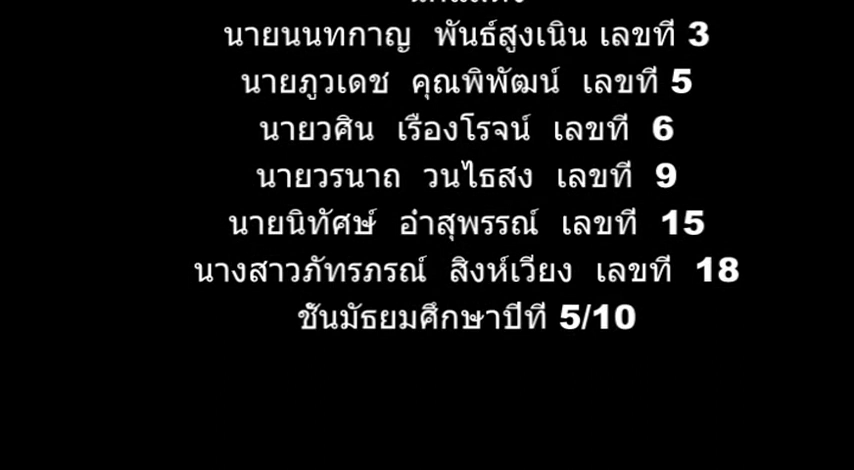 นายนนทกาญ พันธ์สูงเนิน เลขที่ 3
นายภูวเดช คุณพิพัฒน์ เลขที่ 5
นายวศิน เรืองโรจน์ เลขที่ 6
นายวรนาถ วนไธสง เลขที่ 9
นายนิทัศษ์ อำสุพรรณ์ เลขที่ 15
นางสาวภัทรภรณ์ สิงห์เวียง เลขที่ 18
ชั้นมัธยมศึกษาปีที่ 5/10